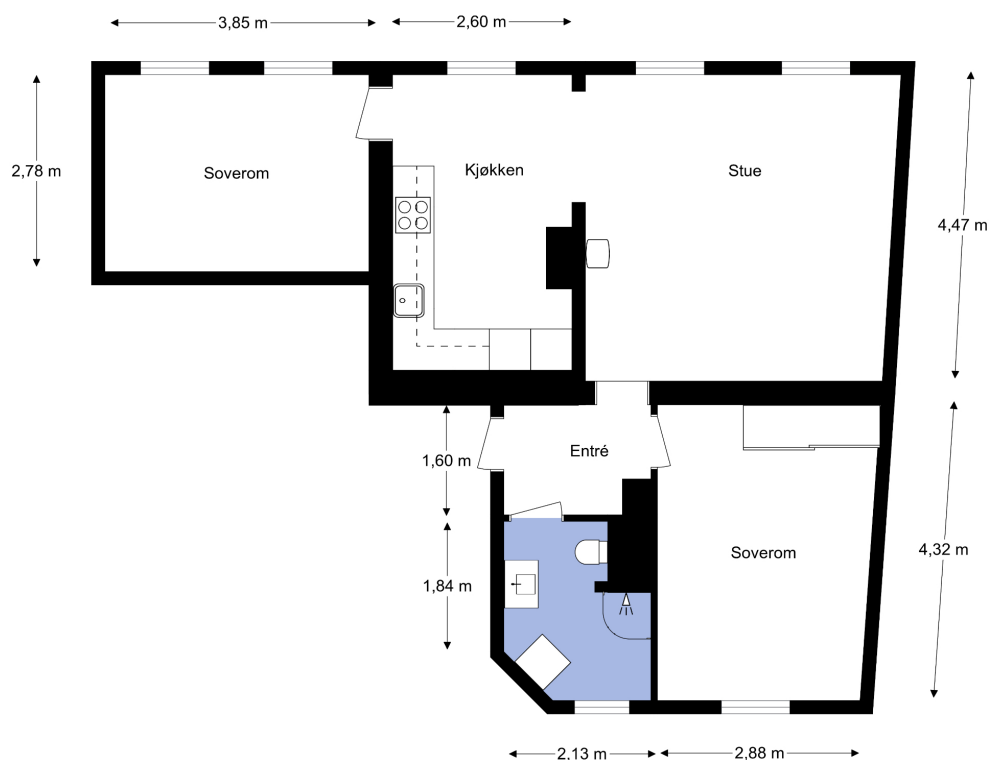 3,85 m
2,60 m
2,78 m
Soverom
Kjøkken
Stue
4,47 m
1,60 m
Entré
1,84 m
Soverom
4,32 m
2,13 m
2,88 m